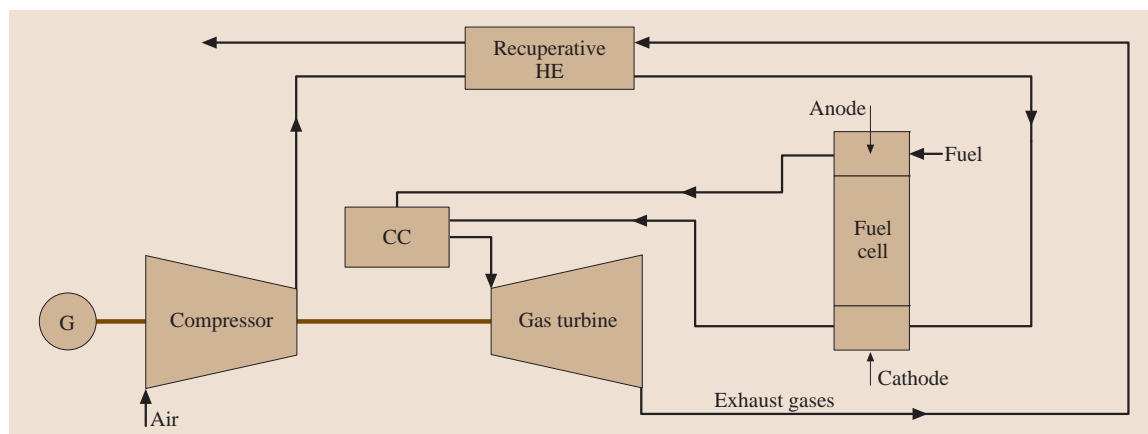 Recuperative
HE
Anode
Fuel
CC
Fuel
cell
G
Compressor
Gas turbine
Cathode
Exhaust gases
Air